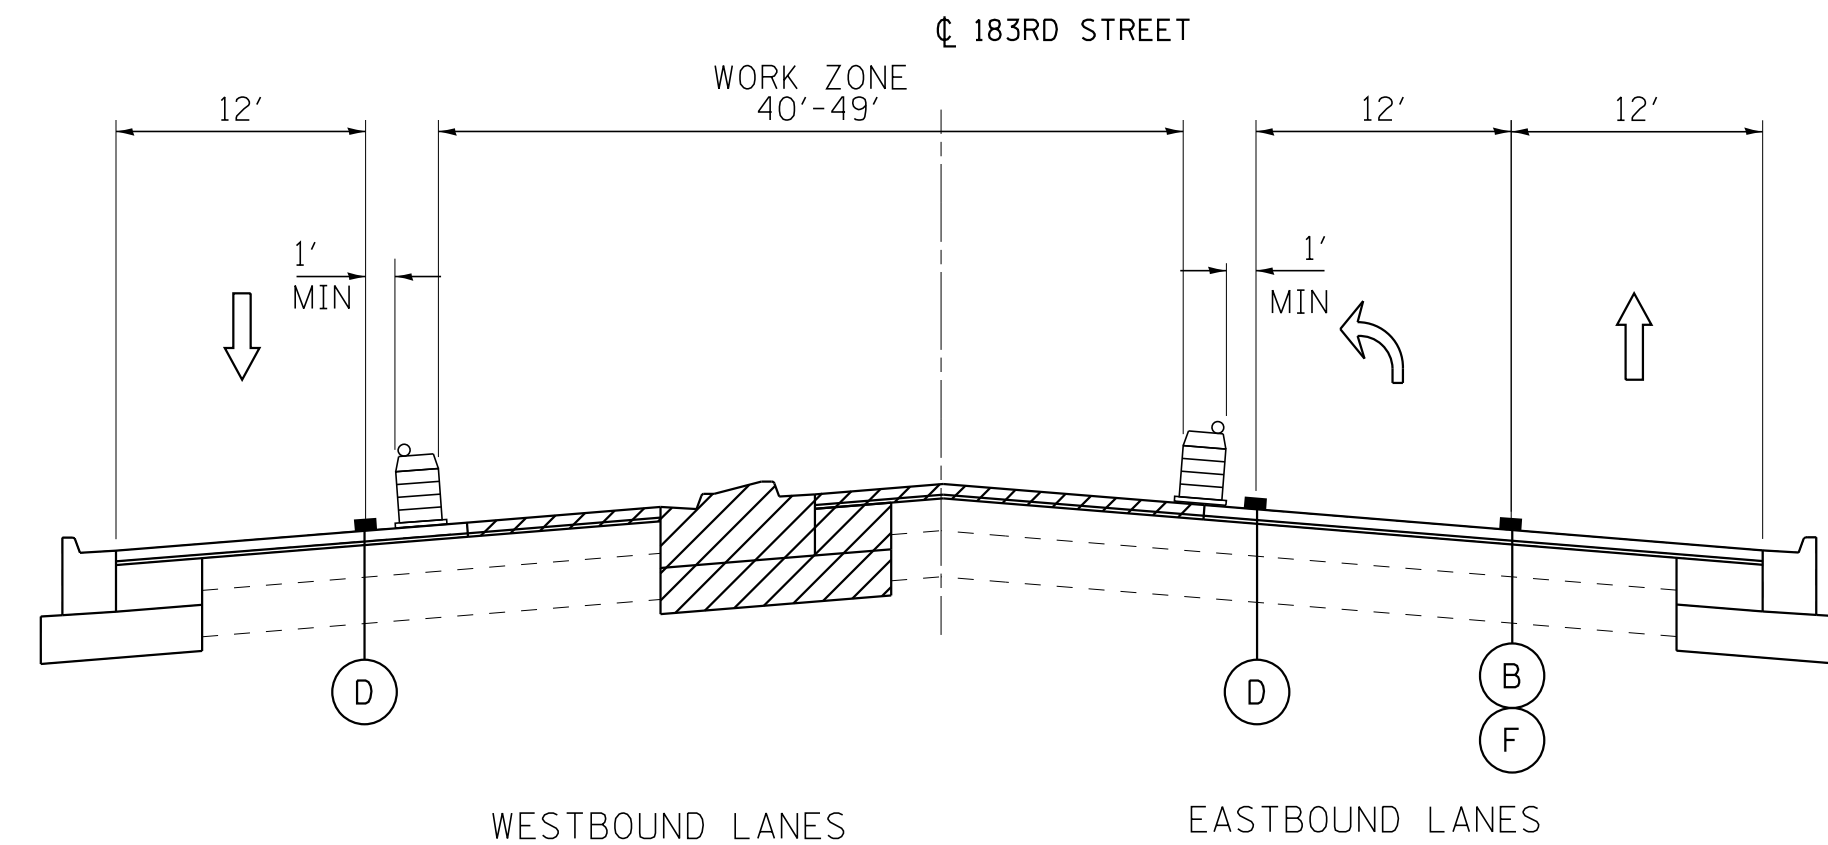 ℄ 183RD STREET
WORK ZONE
12'
40'-49'
12'
12'
1'
MIN
1'
MIN
D
D
B
F
WESTBOUND LANES
EASTBOUND LANES